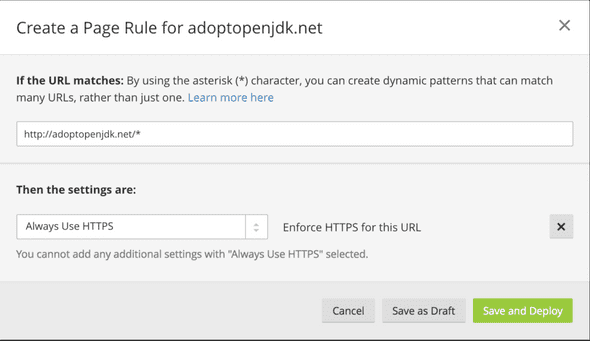 Create a Page Rule for adoptopenjdk.net
If the URL matches: By using the asterisk (*) character, you can create dynamic patterns that can match
many URLs, rather than just one. Learn more here
http://adoptopenjdk.net/*
Then the settings are:
Always Use HTTPS Enforce HTTPS for this URL
You cannot add any additional settings with "Always Use HTTPS" selected.
Cancel Save as Draft Save and Deploy